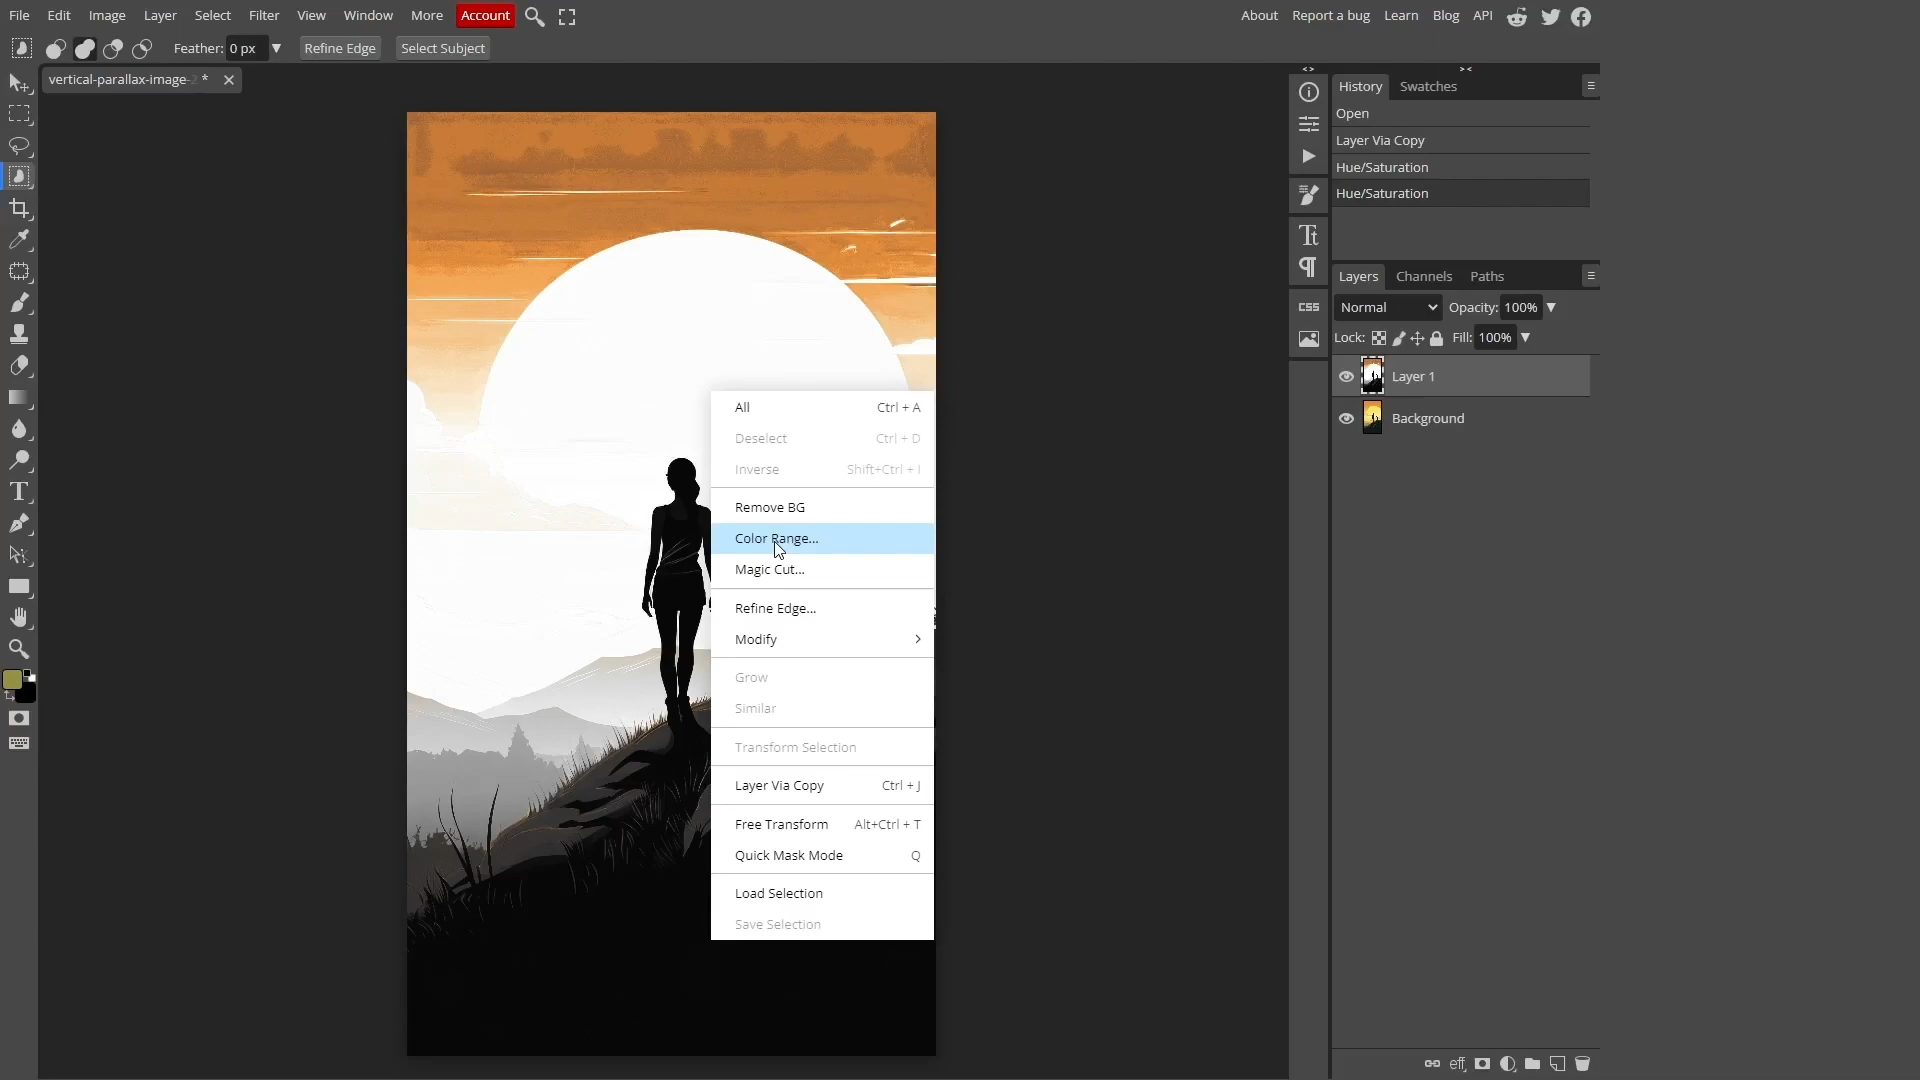 File Edit Image Layer Select Filter View Window More Account About Report a bug Learn Blog API
Feather: 0 px Refine Edge Select Subject
vertical-parallax-image- *
History Swatches
Open
Layer Via Copy
Hue/Saturation
Hue/Saturation
CSS
Layers Channels Paths
Normal Opacity: 100%
Lock: Fill: 100%
Layer 1
Background
All Ctrl + A
Deselect Ctrl + D
Inverse Shift+Ctrl + I
Remove BG
Color Range...
Magic Cut...
Refine Edge...
Modify
Grow
Similar
Transform Selection
Layer Via Copy Ctrl + J
Free Transform Alt+Ctrl + T
Quick Mask Mode Q
Load Selection
Save Selection
eff